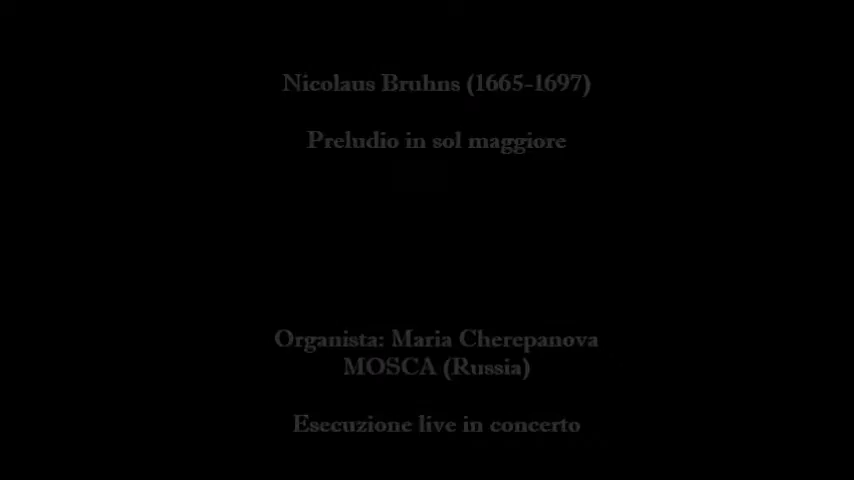 Nicolaus Bruhns (1665-1697)
Preludio in sol maggiore
Organista: Maria Cherepanova
MOSCA (Russia)
Esecuzione live in concerto